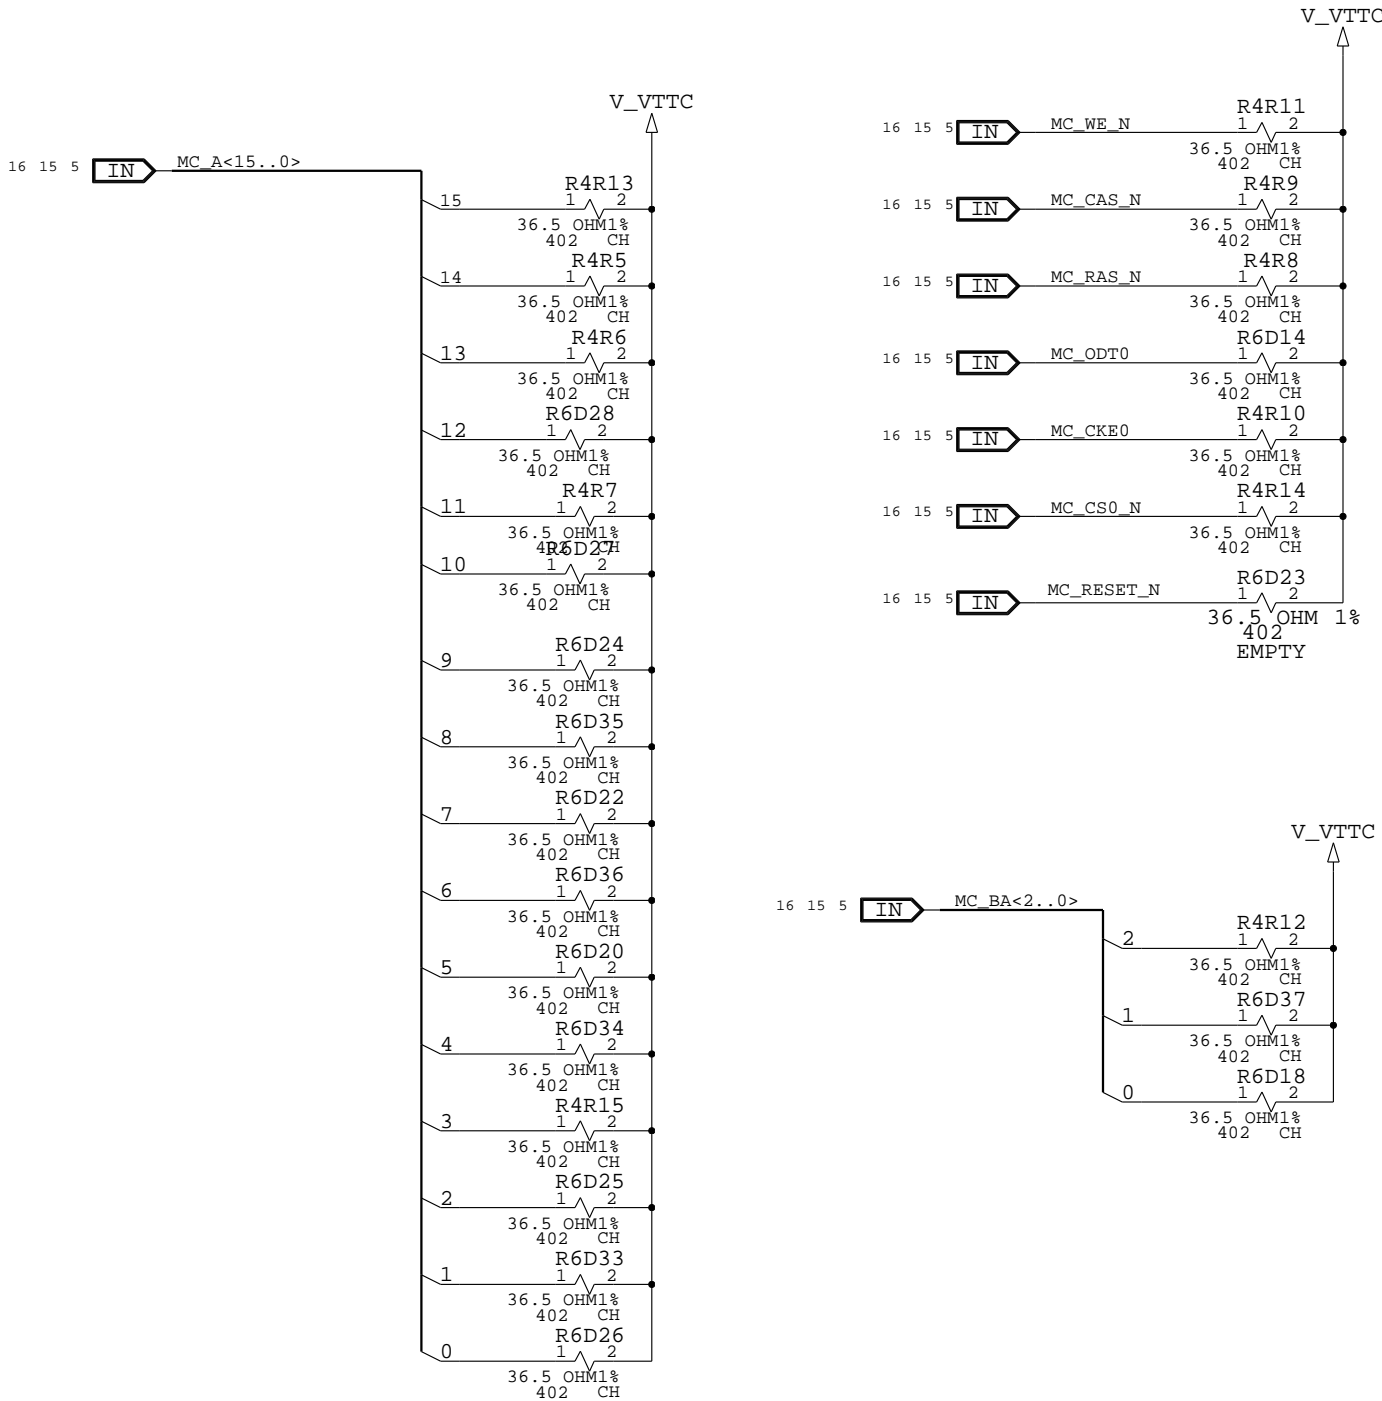 V_VTTC
16 15 5 IN MC_A<15..0>
15
R4R13
1 2
36.5 OHM1%
402 CH
14
R4R5
1 2
36.5 OHM1%
402 CH
13
R4R6
1 2
36.5 OHM1%
402 CH
12
R6D28
1 2
36.5 OHM1%
402 CH
11
R4R7
1 2
36.5 OHM1%
402 CH
10
R6D27
1 2
36.5 OHM1%
402 CH
9
R6D24
1 2
36.5 OHM1%
402 CH
8
R6D35
1 2
36.5 OHM1%
402 CH
7
R6D22
1 2
36.5 OHM1%
402 CH
6
R6D36
1 2
36.5 OHM1%
402 CH
5
R6D20
1 2
36.5 OHM1%
402 CH
4
R6D34
1 2
36.5 OHM1%
402 CH
3
R4R15
1 2
36.5 OHM1%
402 CH
2
R6D25
1 2
36.5 OHM1%
402 CH
1
R6D33
1 2
36.5 OHM1%
402 CH
0
R6D26
1 2
36.5 OHM1%
402 CH
V_VTTC
16 15 5 IN MC_WE_N
R4R11
1 2
36.5 OHM1%
402 CH
16 15 5 IN MC_CAS_N
R4R9
1 2
36.5 OHM1%
402 CH
16 15 5 IN MC_RAS_N
R4R8
1 2
36.5 OHM1%
402 CH
16 15 5 IN MC_ODT0
R6D14
1 2
36.5 OHM1%
402 CH
16 15 5 IN MC_CKE0
R4R10
1 2
36.5 OHM1%
402 CH
16 15 5 IN MC_CS0_N
R4R14
1 2
36.5 OHM1%
402 CH
16 15 5 IN MC_RESET_N
R6D23
1 2
36.5 OHM 1%
402
EMPTY
V_VTTC
16 15 5 IN MC_BA<2..0>
2
R4R12
1 2
36.5 OHM1%
402 CH
1
R6D37
1 2
36.5 OHM1%
402 CH
0
R6D18
1 2
36.5 OHM1%
402 CH